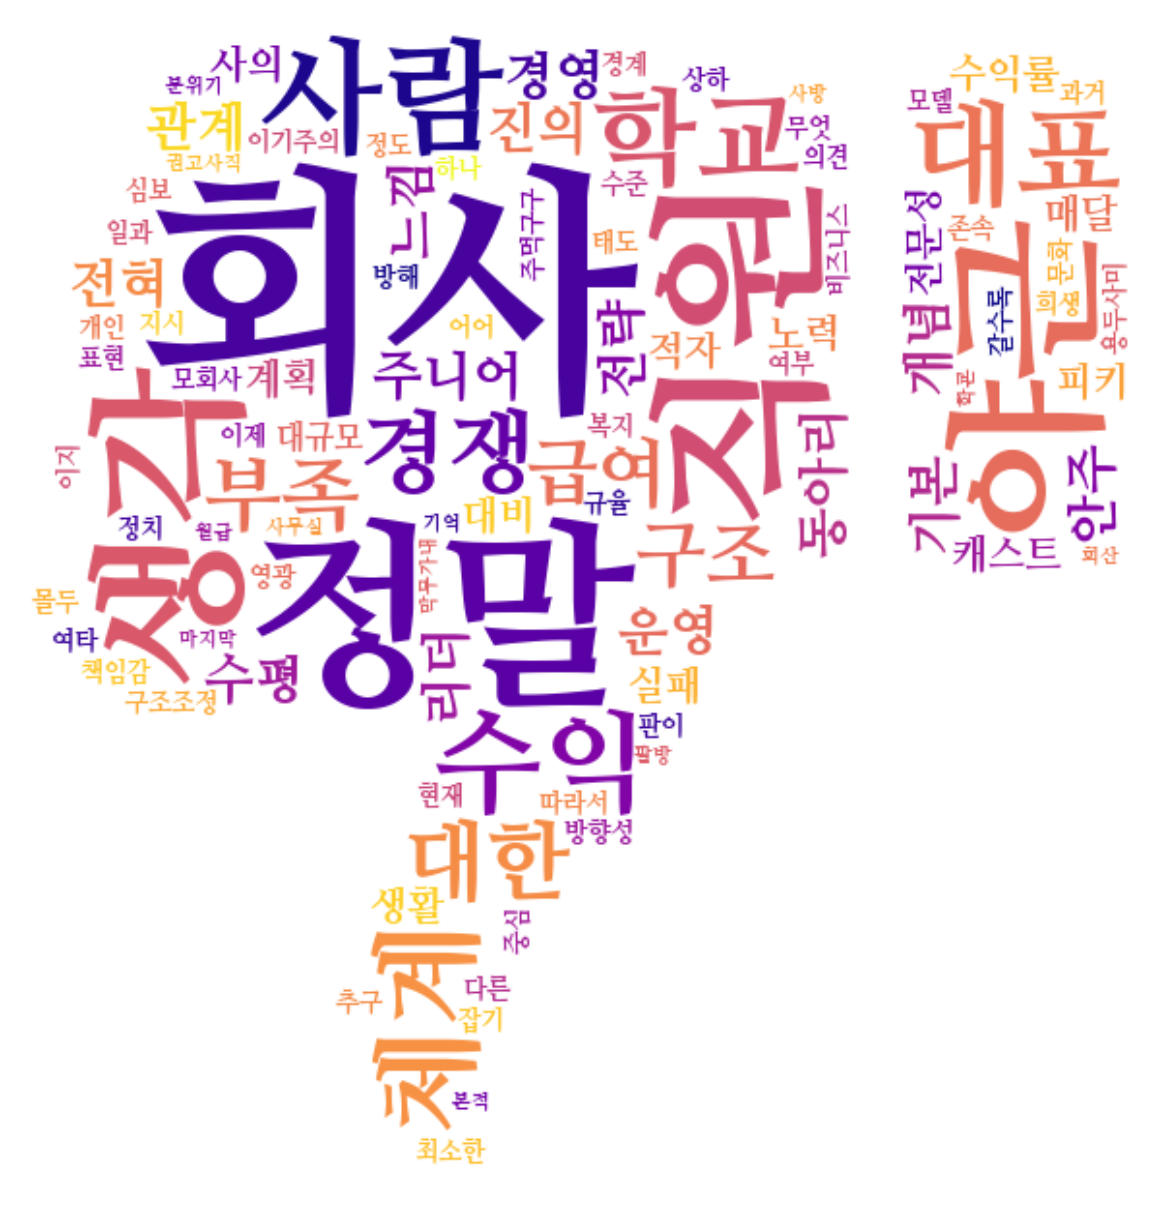 사람
경영
경계
사의
분위기
상하
수익률
과거
모델
사방
관계
이기주의
정도
진의
학교
무엇
의견
대표
권고사직
하나
회사
느낌
수준
심보
주먹구구
직원
비즈니스
전문성
매달
일과
태도
존속
야근
문화
전혀
방해
희생
갈수록
용두사미
개인
지시
어어
전략
노력
개념
표현
모회사
계획
주니어
적자
피키
생각
이제
대규모
경쟁
복지
급여
동아리
기본
안주
이지
부족
정치
월급
사무실
기억
대비
규율
캐스트
회산
정말
막무가내
구조
영광
몰두
여타
마지막
책임감
수평
리더
운영
구조조정
실패
수익
판이
현재
따라서
방향성
대한
생활
중심
체계
추구
다른
잡기
본적
최소한